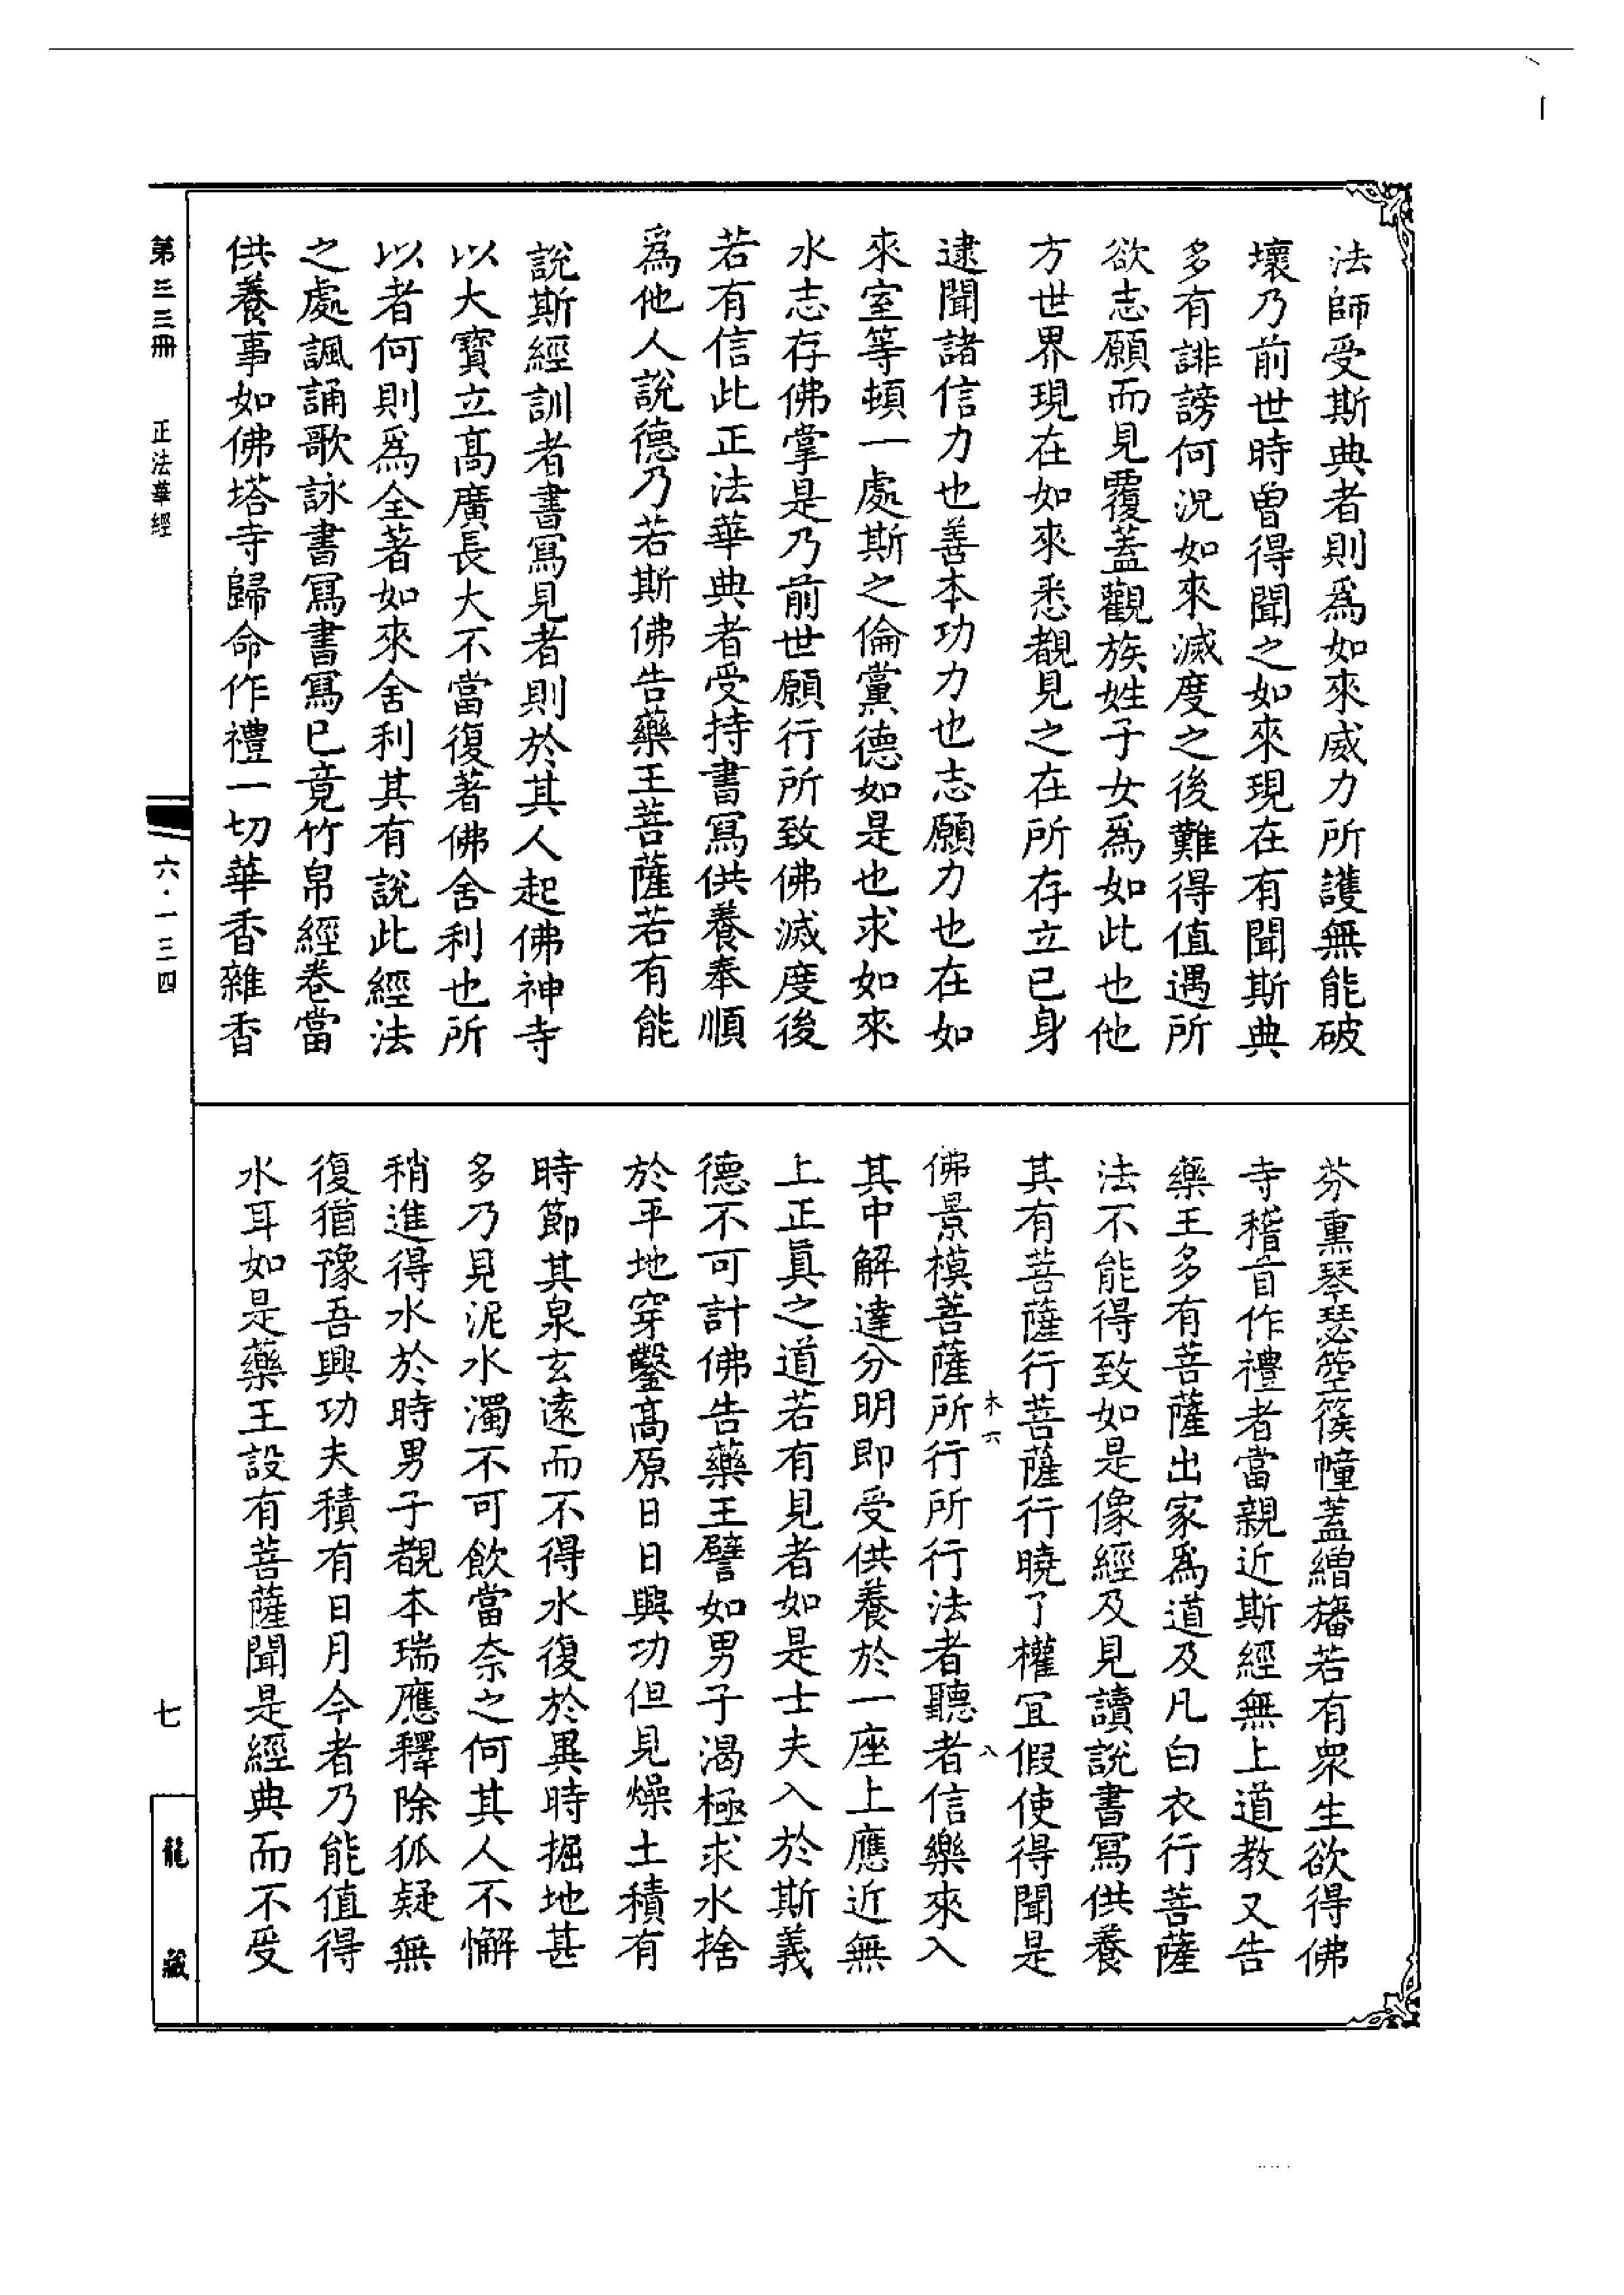 法師受斯典者則爲如來威力所護無能破
壞乃前世時曾得聞之如來現在有聞斯典
多有誹謗何況如來滅度之後難得值遇所
欲志願而見覆蓋觀族姓子女爲如此也他
方世界現在如來悉覩見之在所存立已身
逮聞諸信力也善本功力也志願力也在如
來室等頓一處斯之倫黨德如是也求如來
水志存佛掌是乃前世願行所致佛滅度後
若有信此正法華典者受持書寫供養奉順
爲他人說德乃若斯佛告藥王菩薩若有能
說斯經訓者書寫見者則於其人起佛神寺
以大寶立高廣長大不當復著佛舍利也所
以者何則爲全著如來舍利其有說此經法
之處諷誦歌詠書寫書寫已竟竹帛經卷當
供養事如佛塔寺歸命作禮一切華香雜香
芬熏琴瑟箜篌幢蓋繒旛若有眾生欲得佛
寺稽首作禮者當親近斯經無上道教又告
藥王多有菩薩出家爲道及凡白衣行菩薩
法不能得致如是像經及見讀說書寫供養
其有菩薩行菩薩行曉了權宜假使得聞是
木六 八
佛景模菩薩所行所行法者聽者信樂來入
其中解達分明即受供養於一座上應近無
上正真之道若有見者如是士夫入於斯義
德不可計佛告藥王譬如男子渴極求水捨
於平地穿鑿高原日日興功但見燥土積有
時節其泉玄遠而不得水復於異時掘地甚
多乃見泥水濁不可飲當奈之何其人不懈
稍進得水於時男子覩本瑞應釋除狐疑無
復猶豫吾興功夫積有日月今者乃能值得
水耳如是藥王設有菩薩聞是經典而不受
第三三冊 正法華經
六·一三四
七
龍藏